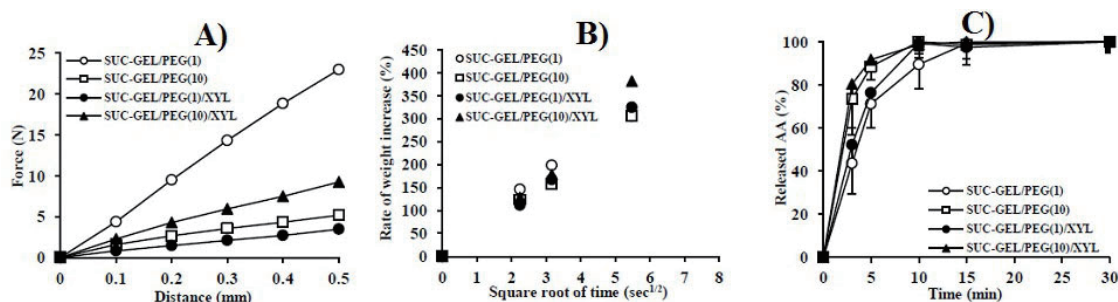 A)
Force (N)
25
20
15
10
5
0
SUC-GEL/PEG(1)
SUC-GEL/PEG(10)
SUC-GEL/PEG(1)/XYL
SUC-GEL/PEG(10)/XYL
0 0.1 0.2 0.3 0.4 0.5
Distance (mm)
B)
Rate of weight increase (%)
450
400
350
300
250
200
150
100
50
0
SUC-GEL/PEG(1)
SUC-GEL/PEG(10)
SUC-GEL/PEG(1)/XYL
SUC-GEL/PEG(10)/XYL
0 1 2 3 4 5 6 7 8
Square root of time (sec1/2)
C)
Released AA (%)
100
80
60
40
20
0
SUC-GEL/PEG(1)
SUC-GEL/PEG(10)
SUC-GEL/PEG(1)/XYL
SUC-GEL/PEG(10)/XYL
0 5 10 15 20 25 30
Time (min)